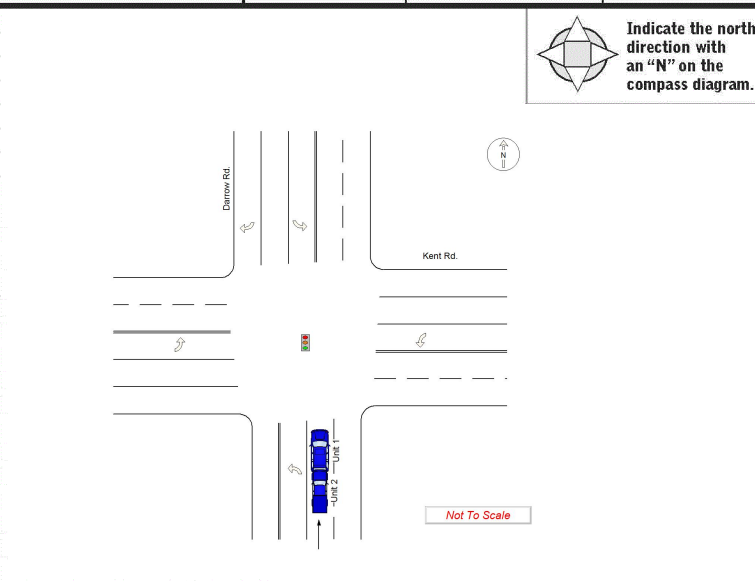 Indicate the north
direction with
an “N” on the
compass diagram.
N
Darrow Rd.
Kent Rd.
Unit 1
Unit 2
Not To Scale